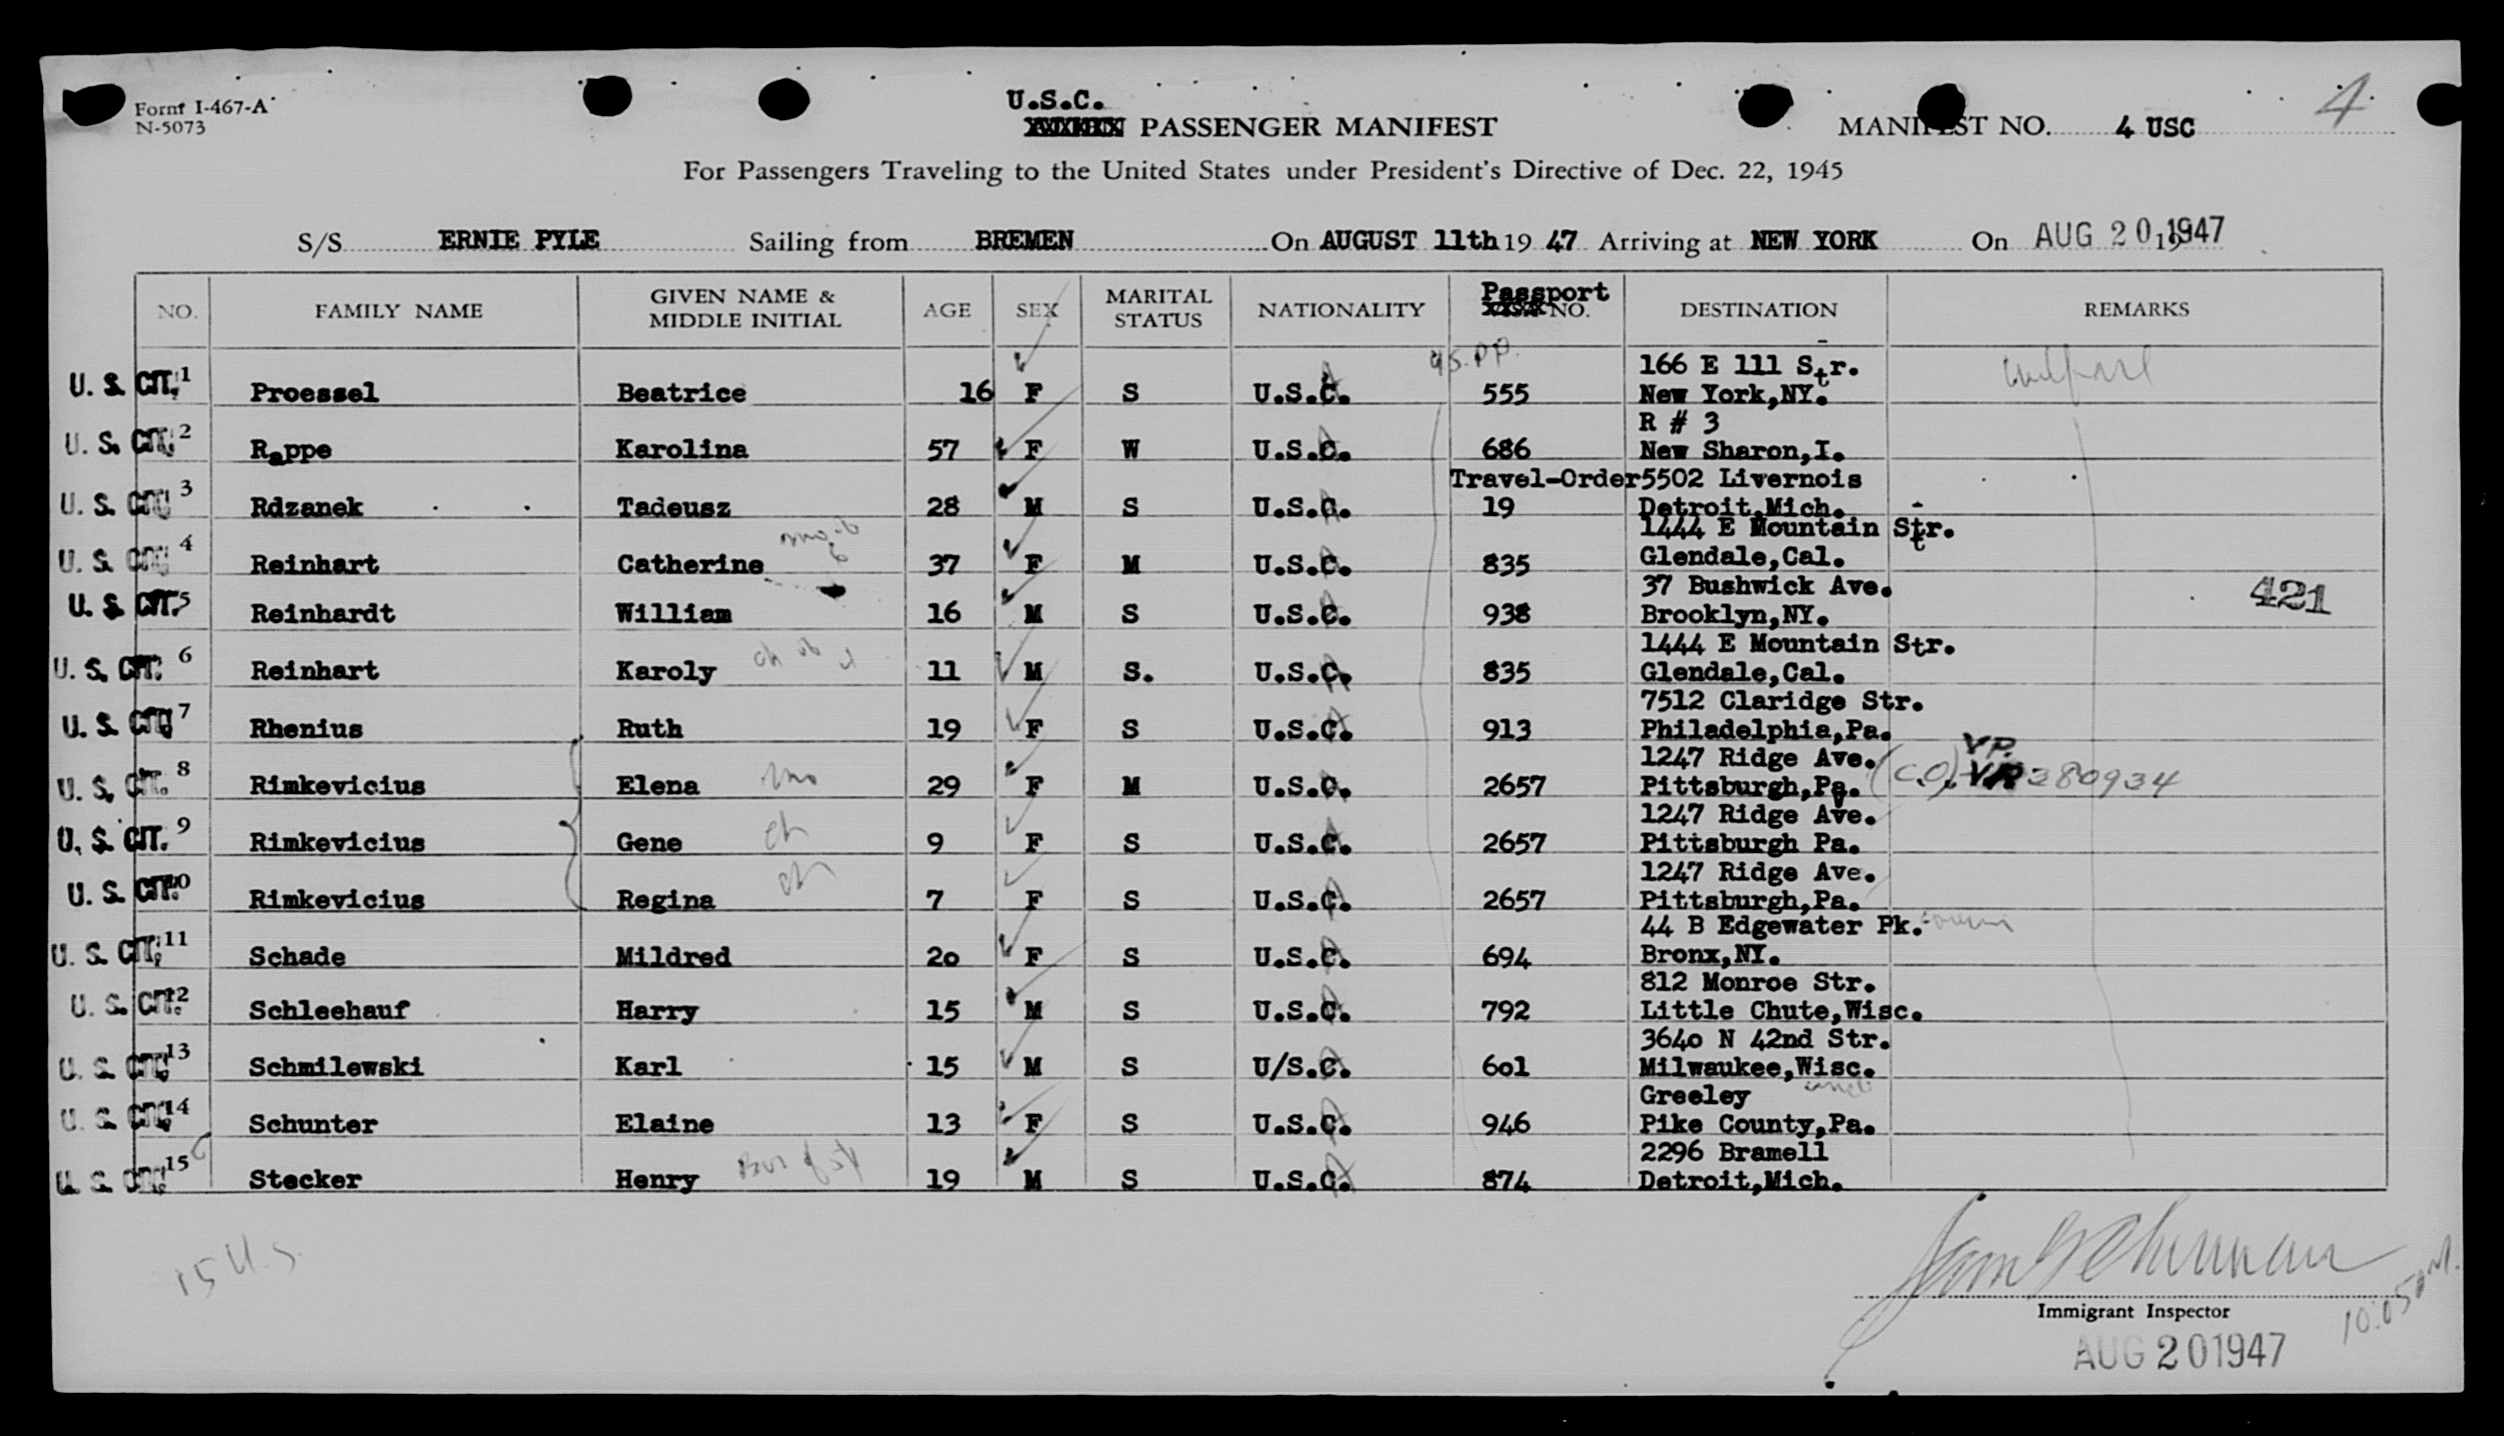 Form I-467-A
N-5073
U.S.C.
PASSENGER MANIFEST
MANIFEST NO. 4 USC
4
For Passengers Traveling to the United States under President's Directive of Dec. 22, 1945
S/S ERNIE PYLE Sailing from BREMEN On AUGUST 11th 19 47 Arriving at NEW YORK On AUG 20 1947
NO. FAMILY NAME GIVEN NAME & MIDDLE INITIAL AGE SEX MARITAL STATUS NATIONALITY Passport NO. DESTINATION REMARKS
166 E 111 Str.
U. S. CIT. 1 Proessel Beatrice 16 F S U.S.C. 555 New York,NY.
R # 3
U. S. CIT. 2 Rappe Karolina 57 F W U.S.C. 686 New Sharon,I.
Travel-Order 5502 Livernois
U. S. CIT. 3 Rdzanek Tadeusz 28 M S U.S.C. 19 Detroit,Mich.
1444 E Mountain Str.
U. S. CIT. 4 Reinhart Catherine 37 F M U.S.C. 835 Glendale,Cal.
37 Bushwick Ave.
U. S. CIT. 5 Reinhardt William 16 M S U.S.C. 938 Brooklyn,NY. 421
1444 E Mountain Str.
U. S. CIT. 6 Reinhart Karoly 11 M S. U.S.C. 835 Glendale,Cal.
7512 Claridge Str.
U. S. CIT. 7 Rhenius Ruth 19 F S U.S.C. 913 Philadelphia,Pa.
1247 Ridge Ave. V.P.
U. S. CIT. 8 Rimkevicius Elena 29 F M U.S.C. 2657 Pittsburgh,Pa. (C.O) 380934
1247 Ridge Ave.
U. S. CIT. 9 Rimkevicius Gene ch 9 F S U.S.C. 2657 Pittsburgh Pa.
1247 Ridge Ave.
U. S. CIT. 10 Rimkevicius Regina ch 7 F S U.S.C. 2657 Pittsburgh,Pa.
44 B Edgewater Pk.
U. S. CIT. 11 Schade Mildred 2o F S U.S.C. 694 Bronx,NY.
812 Monroe Str.
U. S. CIT. 12 Schleehauf Harry 15 M S U.S.C. 792 Little Chute,Wisc.
364o N 42nd Str.
U. S. CIT. 13 Schmilewski Karl 15 M S U/S.C. 6o1 Milwaukee,Wisc.
Greeley
U. S. CIT. 14 Schunter Elaine 13 F S U.S.C. 946 Pike County,Pa.
2296 Bramell
U. S. CIT. 15 Stecker Henry 19 M S U.S.C. 874 Detroit,Mich.
15 U.S.
Immigrant Inspector
10:05 AM.
AUG 20 1947